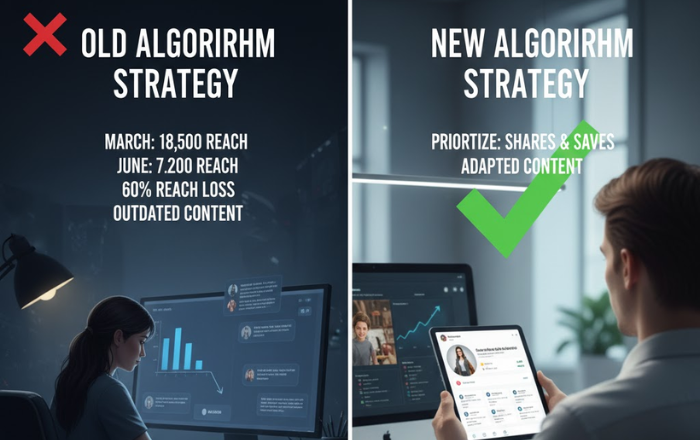 OLD ALGORIRHM
STRATEGY
MARCH: 18,500 REACH
JUNE: 7.200 REACH
60% REACH LOSS
OUTDATED CONTENT
NEW ALGORIRHM
STRATEGY
PRIORTIZE: SHARES & SAVES
ADAPTED CONTENT